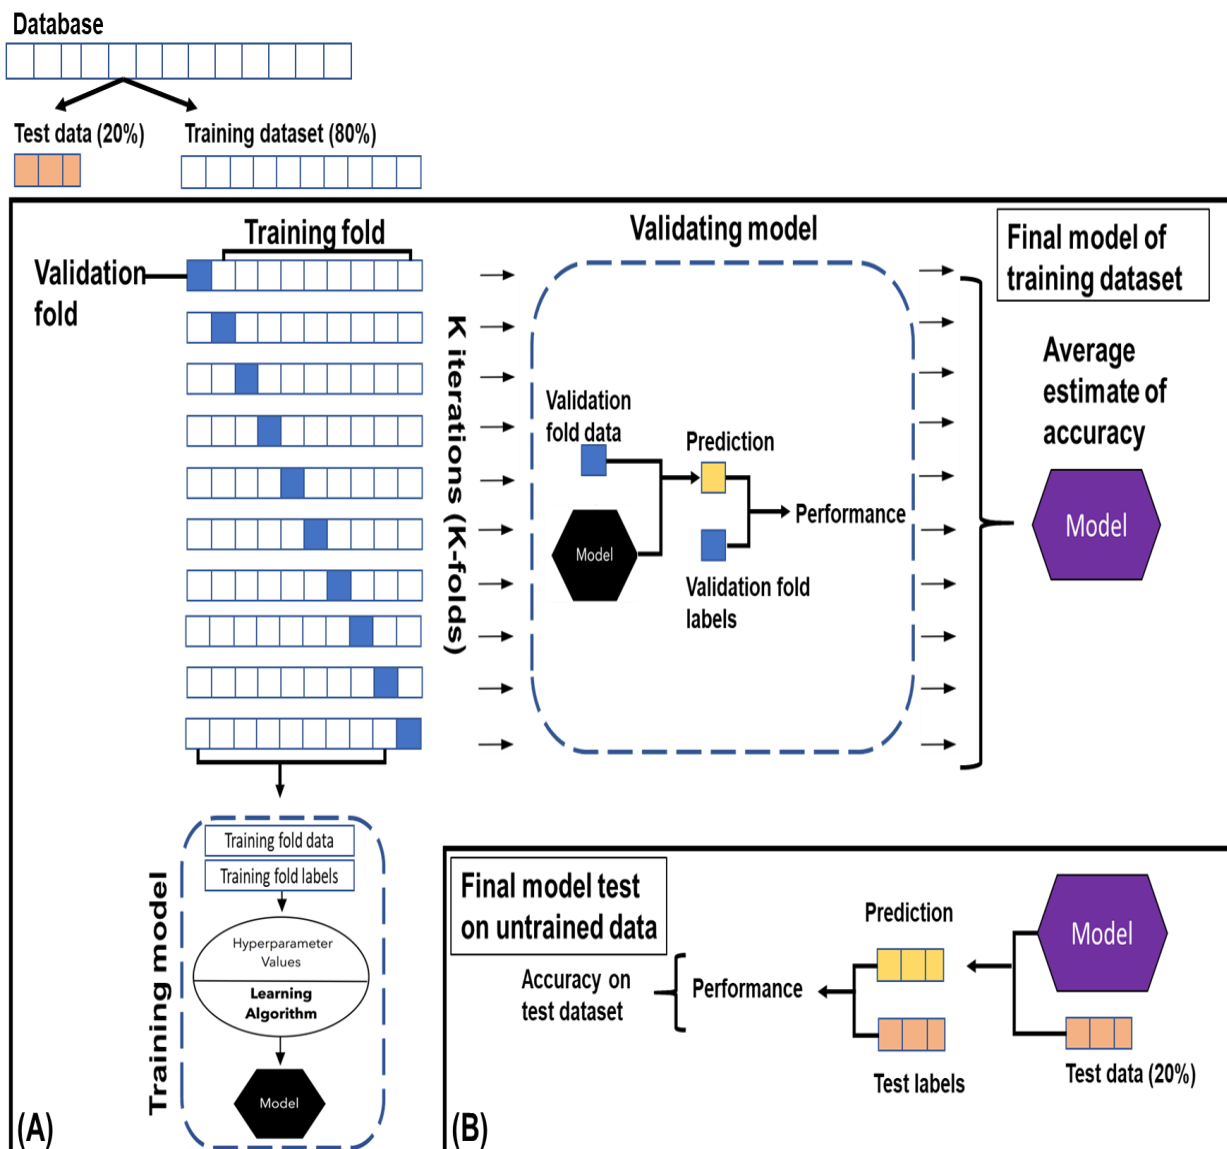 Database
Test data (20%)
Training dataset (80%)
Training fold
Validation
fold
K iterations (K-folds)
Validating model
Validation
fold data
Prediction
Model
Performance
Validation fold
labels
Final model of
training dataset
Average
estimate of
accuracy
Model
Training model
Training fold data
Training fold labels
Hyperparameter
Values
Learning
Algorithm
Model
(A)
Final model test
on untrained data
Accuracy on
test dataset
Performance
Prediction
Test labels
Model
Test data (20%)
(B)